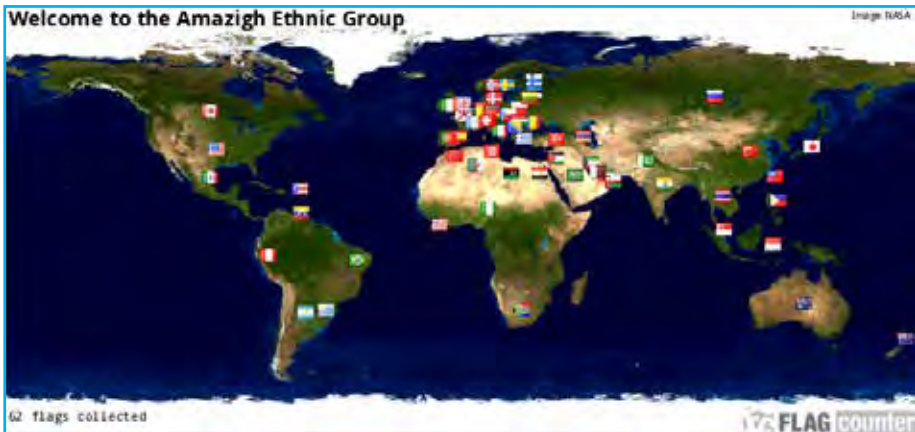 Welcome to the Amazigh Ethnic Group
Image NASA
62 flags collected
FLAG counter